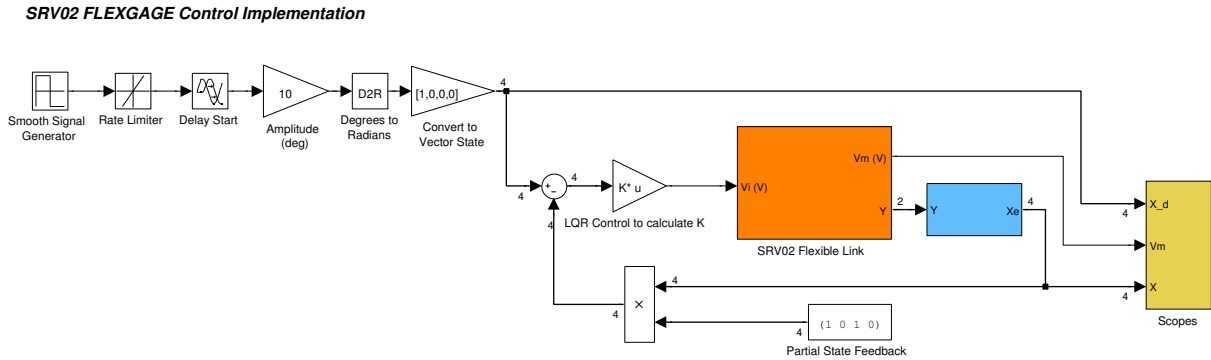 SRV02 FLEXGAGE Control Implementation
Smooth Signal
Generator
Rate Limiter
Delay Start
10
Amplitude
(deg)
D2R
Degrees to
Radians
[1,0,0,0]
Convert to
Vector State
4
4
+
−
4
4
K* u
LQR Control to calculate K
Vi (V)
Vm (V)
Y
SRV02 Flexible Link
2
Y
Xe
4
X_d
4
Vm
X
4
Scopes
×
4
4
4
(1 0 1 0)
Partial State Feedback